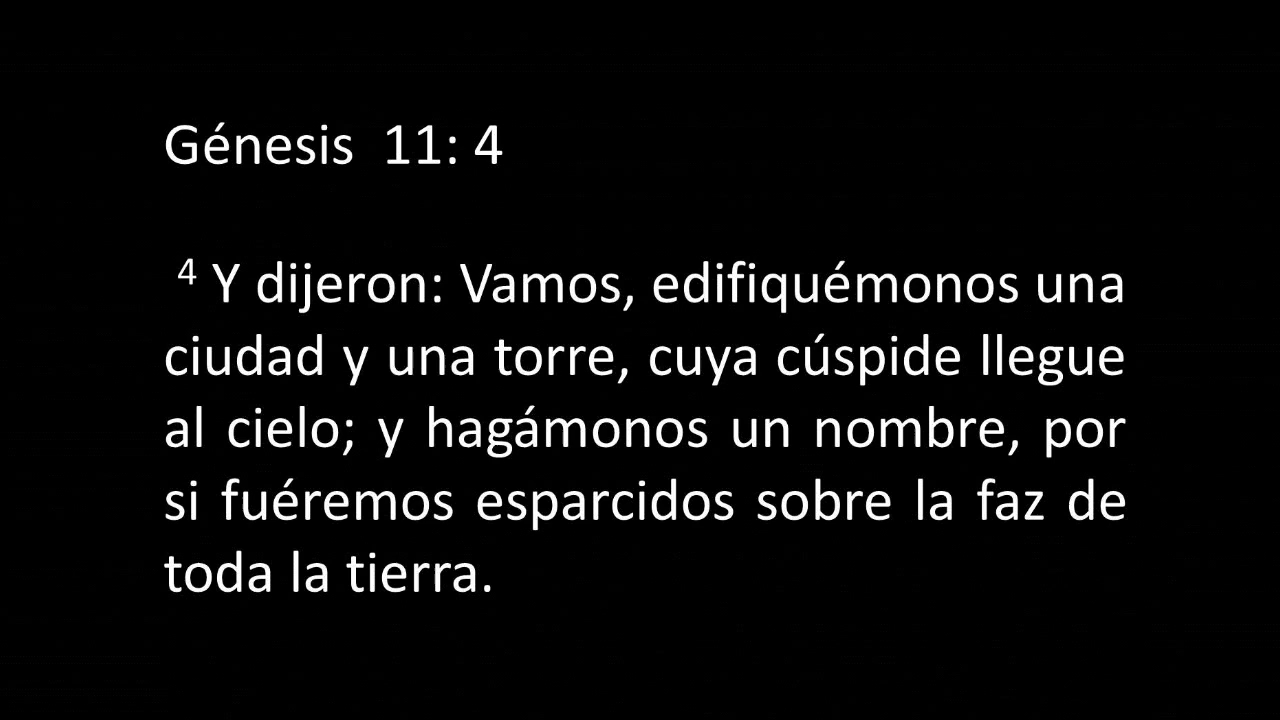 Génesis  11: 4
⁴ Y dijeron: Vamos, edifiquémonos una
ciudad y una torre, cuya cúspide llegue
al cielo; y hagámonos un nombre, por
si fuéremos esparcidos sobre la faz de
toda la tierra.